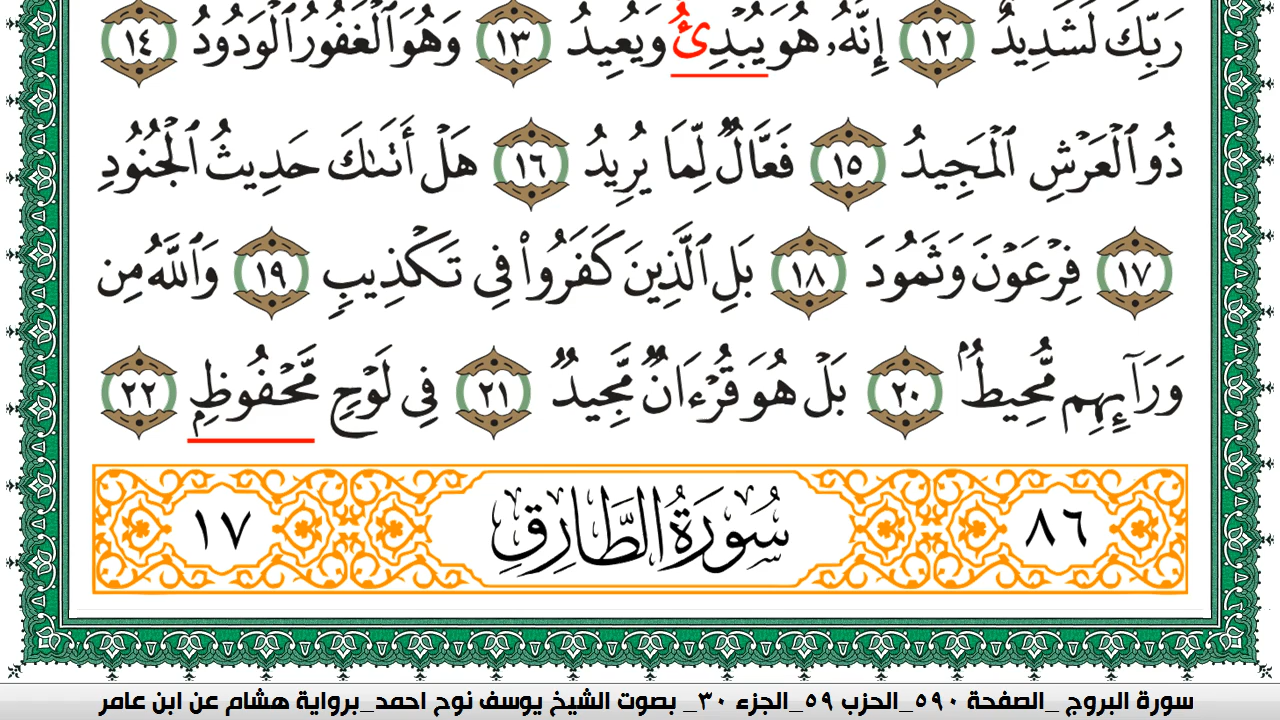 رَبِّكَ لَشَدِيدٌ ١٢ إِنَّهُۥ هُوَ يُبْدِئُ وَيُعِيدُ ١٣ وَهُوَ ٱلْغَفُورُ ٱلْوَدُودُ ١٤
ذُو ٱلْعَرْشِ ٱلْمَجِيدُ ١٥ فَعَّالٌ لِّمَا يُرِيدُ ١٦ هَلْ أَتَىٰكَ حَدِيثُ ٱلْجُنُودِ
١٧ فِرْعَوْنَ وَثَمُودَ ١٨ بَلِ ٱلَّذِينَ كَفَرُوا۟ فِى تَكْذِيبٍ ١٩ وَٱللَّهُ مِن
وَرَآئِهِم مُّحِيطٌۢ ٢٠ بَلْ هُوَ قُرْءَانٌ مَّجِيدٌ ٢١ فِى لَوْحٍ مَّحْفُوظٍۭ ٢٢
٨٦ سُورَةُ الطَّارِقِ ١٧
سورة البروج _الصفحة ٥٩٠_الحزب ٥٩_الجزء ٣٠_ بصوت الشيخ يوسف نوح احمد_برواية هشام عن ابن عامر